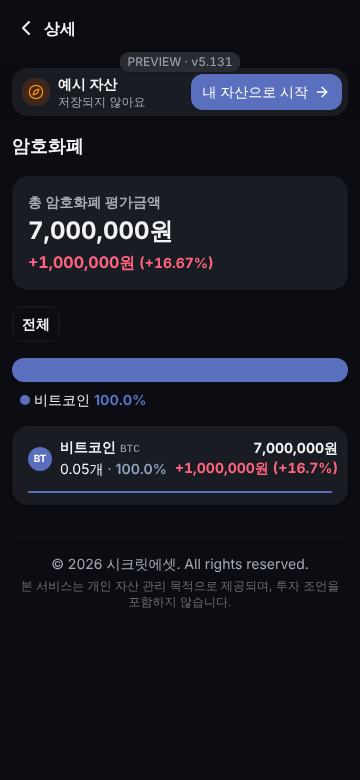 상세
PREVIEW · v5.131
예시 자산
저장되지 않아요
내 자산으로 시작 →
암호화폐
총 암호화폐 평가금액
7,000,000원
+1,000,000원 (+16.67%)
전체
비트코인 100.0%
BT
비트코인 BTC
7,000,000원
0.05개 · 100.0%
+1,000,000원 (+16.7%)
© 2026 시크릿에셋. All rights reserved.
본 서비스는 개인 자산 관리 목적으로 제공되며, 투자 조언을
포함하지 않습니다.